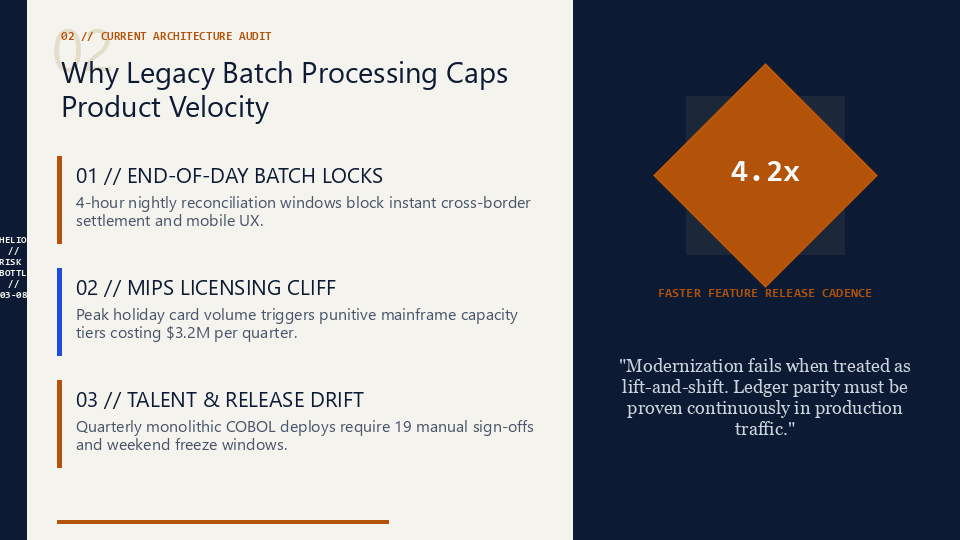 02
02 // CURRENT ARCHITECTURE AUDIT
Why Legacy Batch Processing Caps
Product Velocity
01 // END-OF-DAY BATCH LOCKS
4-hour nightly reconciliation windows block instant cross-border
settlement and mobile UX.
02 // MIPS LICENSING CLIFF
Peak holiday card volume triggers punitive mainframe capacity
tiers costing $3.2M per quarter.
03 // TALENT & RELEASE DRIFT
Quarterly monolithic COBOL deploys require 19 manual sign-offs
and weekend freeze windows.
HELIO
//
RISK
BOTTL
//
03-08
4.2x
FASTER FEATURE RELEASE CADENCE
"Modernization fails when treated as
lift-and-shift. Ledger parity must be
proven continuously in production
traffic."